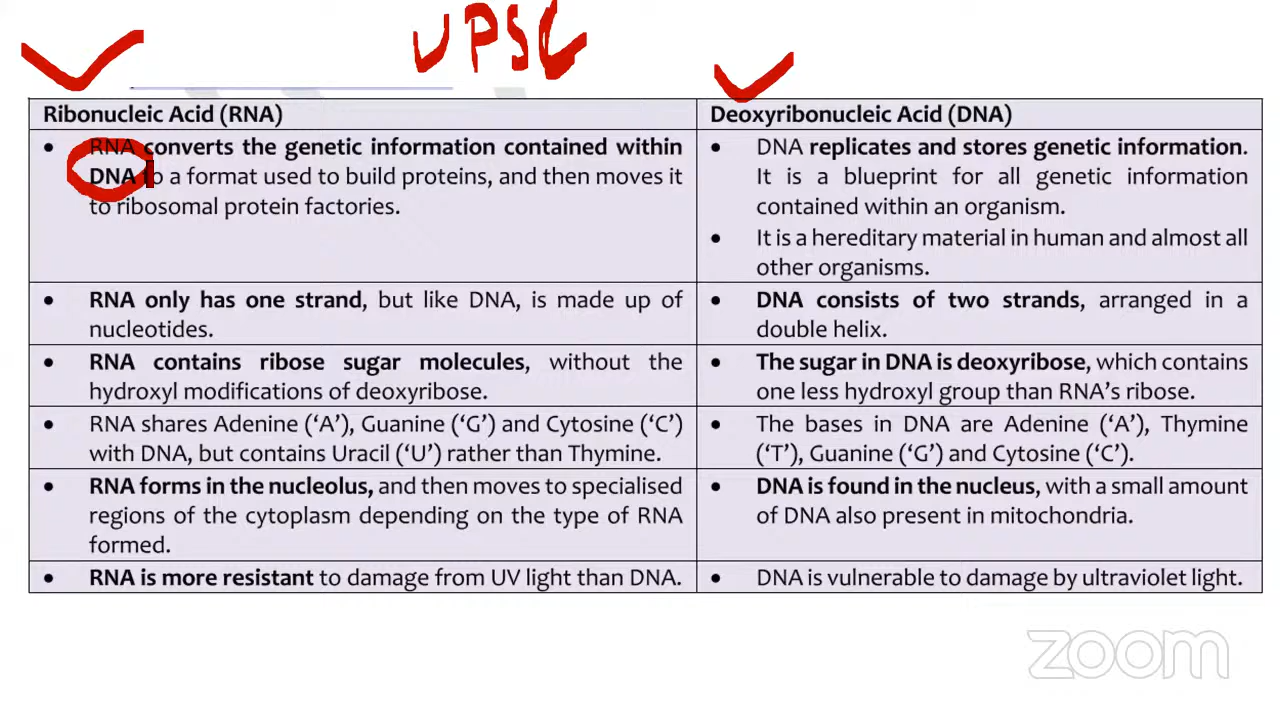 UPSC
Ribonucleic Acid (RNA)
Deoxyribonucleic Acid (DNA)
• RNA converts the genetic information contained within
DNA to a format used to build proteins, and then moves it
to ribosomal protein factories.
• DNA replicates and stores genetic information.
It is a blueprint for all genetic information
contained within an organism.
• It is a hereditary material in human and almost all
other organisms.
• RNA only has one strand, but like DNA, is made up of
nucleotides.
• DNA consists of two strands, arranged in a
double helix.
• RNA contains ribose sugar molecules, without the
hydroxyl modifications of deoxyribose.
• The sugar in DNA is deoxyribose, which contains
one less hydroxyl group than RNA’s ribose.
• RNA shares Adenine (‘A’), Guanine (‘G’) and Cytosine (‘C’)
with DNA, but contains Uracil (‘U’) rather than Thymine.
• The bases in DNA are Adenine (‘A’), Thymine
(‘T’), Guanine (‘G’) and Cytosine (‘C’).
• RNA forms in the nucleolus, and then moves to specialised
regions of the cytoplasm depending on the type of RNA
formed.
• DNA is found in the nucleus, with a small amount
of DNA also present in mitochondria.
• RNA is more resistant to damage from UV light than DNA.
• DNA is vulnerable to damage by ultraviolet light.
zoom